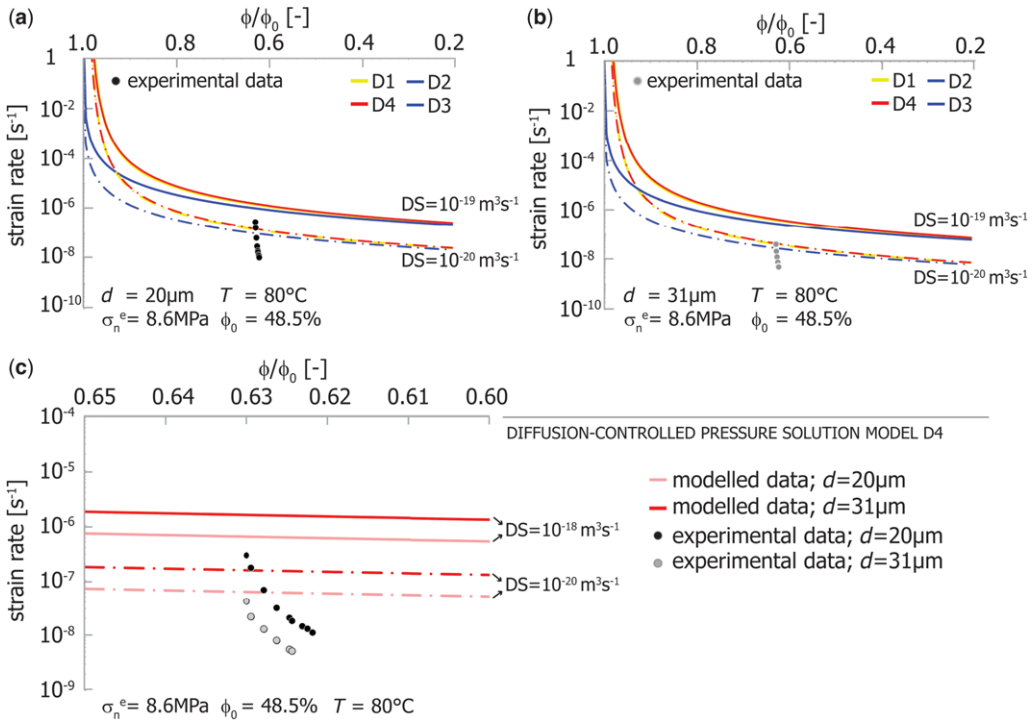 (a)
ϕ/ϕ₀ [-]
1.0 0.8 0.6 0.4 0.2
strain rate [s⁻¹]
1
10⁻²
10⁻⁴
10⁻⁶
10⁻⁸
10⁻¹⁰
experimental data
D1 D2
D4 D3
DS=10⁻¹⁹ m³s⁻¹
DS=10⁻²⁰ m³s⁻¹
d = 20µm T = 80°C
σₙᵉ= 8.6MPa ϕ₀ = 48.5%
(b)
ϕ/ϕ₀ [-]
1.0 0.8 0.6 0.4 0.2
strain rate [s⁻¹]
1
10⁻²
10⁻⁴
10⁻⁶
10⁻⁸
10⁻¹⁰
experimental data
D1 D2
D4 D3
DS=10⁻¹⁹ m³s⁻¹
DS=10⁻²⁰ m³s⁻¹
d = 31µm T = 80°C
σₙᵉ= 8.6MPa ϕ₀ = 48.5%
(c)
ϕ/ϕ₀ [-]
0.65 0.64 0.63 0.62 0.61 0.60
strain rate [s⁻¹]
10⁻⁴
10⁻⁵
10⁻⁶
10⁻⁷
10⁻⁸
10⁻⁹
DS=10⁻¹⁸ m³s⁻¹
DS=10⁻²⁰ m³s⁻¹
σₙᵉ= 8.6MPa ϕ₀ = 48.5% T = 80°C
DIFFUSION-CONTROLLED PRESSURE SOLUTION MODEL D4
modelled data; d=20µm
modelled data; d=31µm
experimental data; d=20µm
experimental data; d=31µm